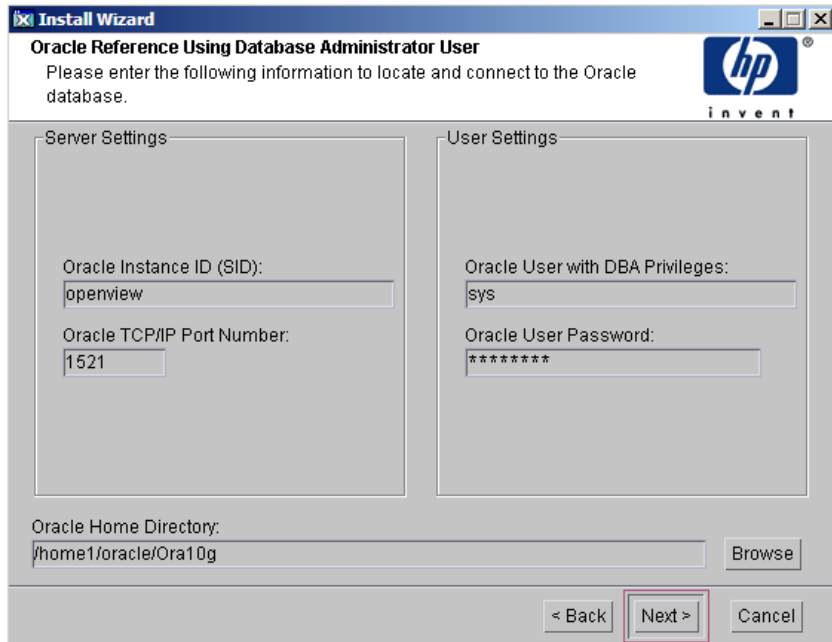 Install Wizard
Oracle Reference Using Database Administrator User
Please enter the following information to locate and connect to the Oracle
database.
hp
®
invent
Server Settings
Oracle Instance ID (SID):
openview
Oracle TCP/IP Port Number:
1521
User Settings
Oracle User with DBA Privileges:
sys
Oracle User Password:
********
Oracle Home Directory:
/home1/oracle/Ora10g
Browse
< Back
Next >
Cancel